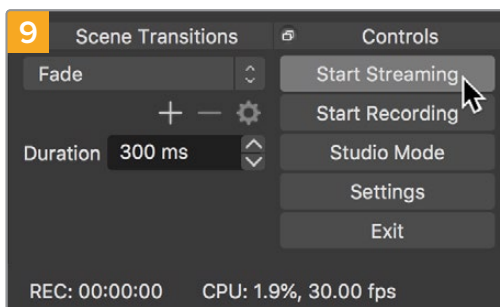 9
Scene Transitions
Controls
Fade
Start Streaming
Start Recording
Duration 300 ms
Studio Mode
Settings
Exit
REC: 00:00:00 CPU: 1.9%, 30.00 fps